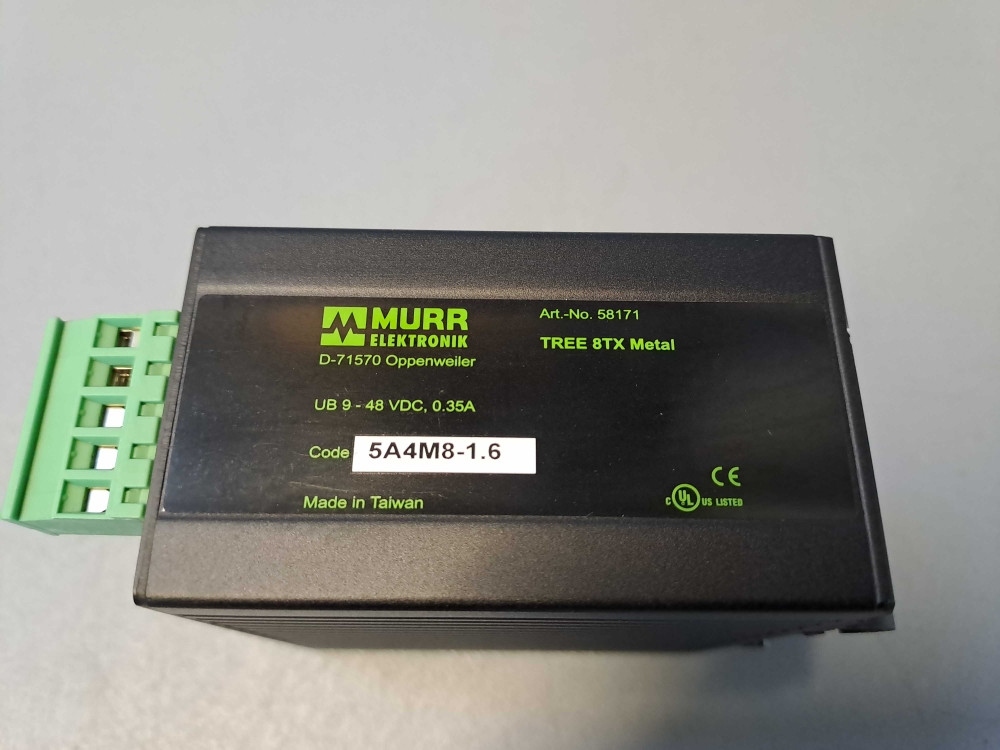 MURR
ELEKTRONIK
D-71570 Oppenweiler
Art.-No. 58171
TREE 8TX Metal
UB 9 - 48 VDC, 0.35A
Code 5A4M8-1.6
Made in Taiwan
CE
C UL US LISTED